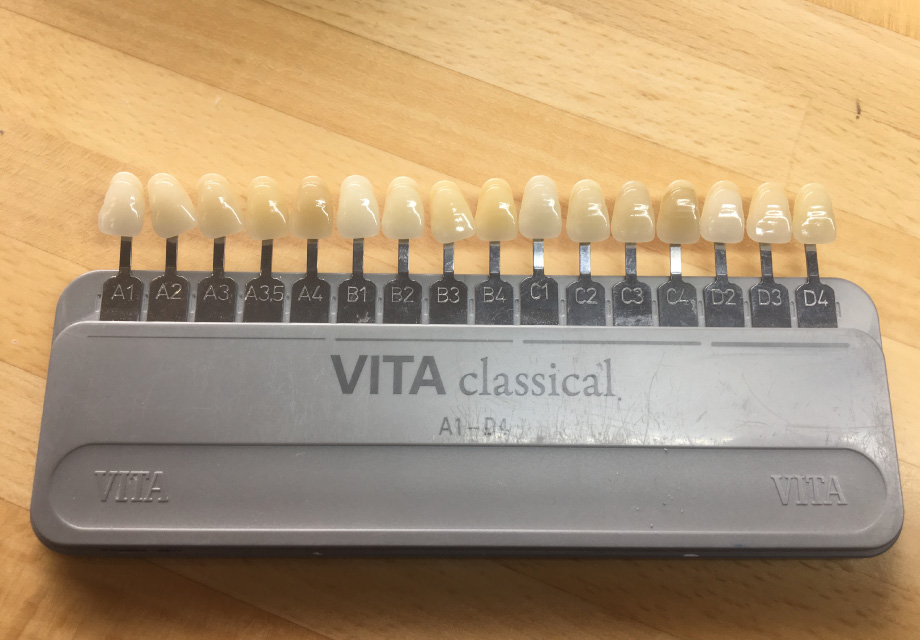 A1 A2 A3 A3.5 A4 B1 B2 B3 B4 C1 C2 C3 C4 D2 D3 D4
VITA classical
A1–D4
VITA VITA